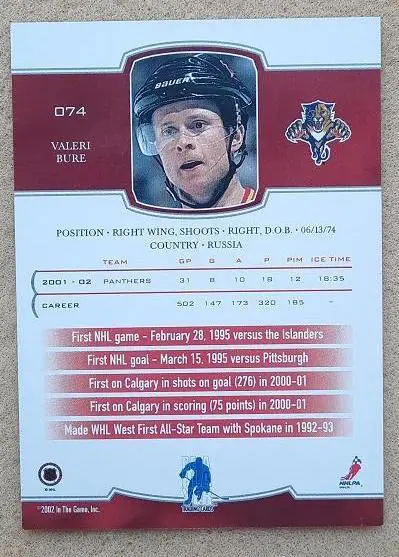 BAUER
074
VALERI
BURE
POSITION · RIGHT WING, SHOOTS · RIGHT, D.O.B. · 06/13/74
COUNTRY · RUSSIA
TEAM GP G A P PIM ICE TIME
2001 - 02 PANTHERS 31 8 10 18 12 18:35
CAREER 502 147 173 320 185 -
First NHL game - February 28, 1995 versus the Islanders
First NHL goal - March 15, 1995 versus Pittsburgh
First on Calgary in shots on goal (276) in 2000-01
First on Calgary in scoring (75 points) in 2000-01
Made WHL West First All-Star Team with Spokane in 1992-93
© NHL
NHLPA
©2002 In The Game, Inc.